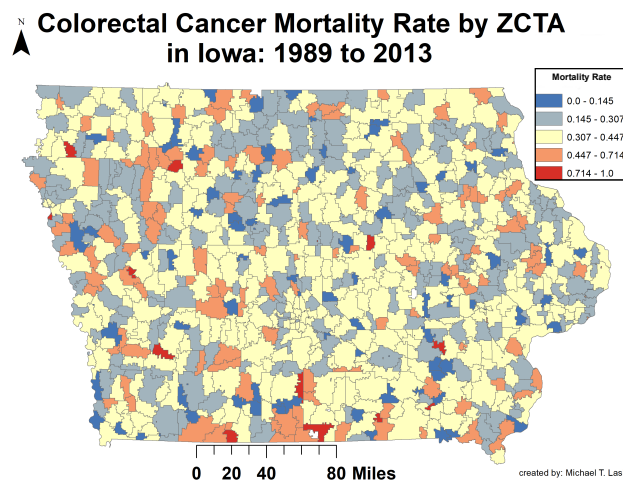 N
Colorectal Cancer Mortality Rate by ZCTA
in Iowa: 1989 to 2013
Mortality Rate
0.0 - 0.145
0.145 - 0.307
0.307 - 0.447
0.447 - 0.714
0.714 - 1.0
0 20 40 80 Miles
created by: Michael T. Las